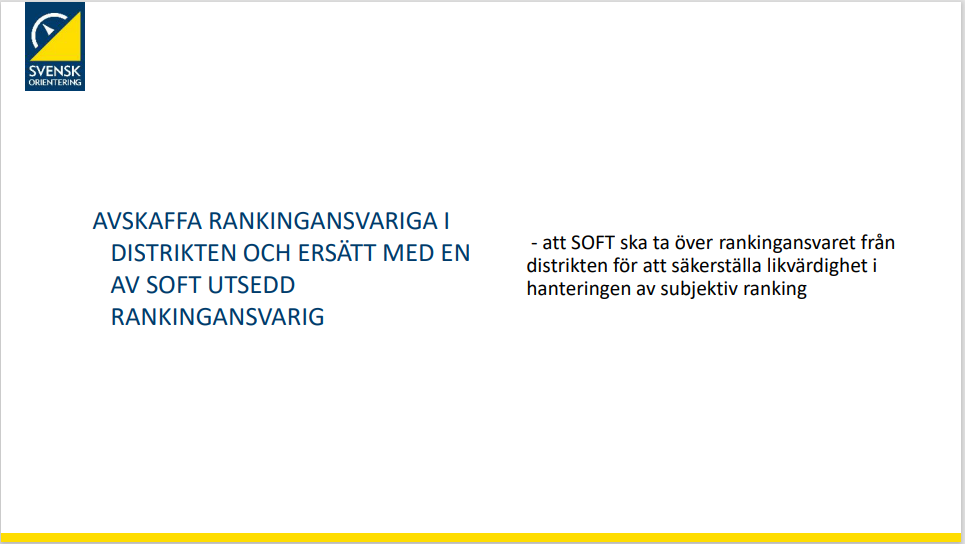 SVENSK
ORIENTERING
AVSKAFFA RANKINGANSVARIGA I
DISTRIKTEN OCH ERSÄTT MED EN
AV SOFT UTSEDD
RANKINGANSVARIG
- att SOFT ska ta över rankingansvaret från
distrikten för att säkerställa likvärdighet i
hanteringen av subjektiv ranking